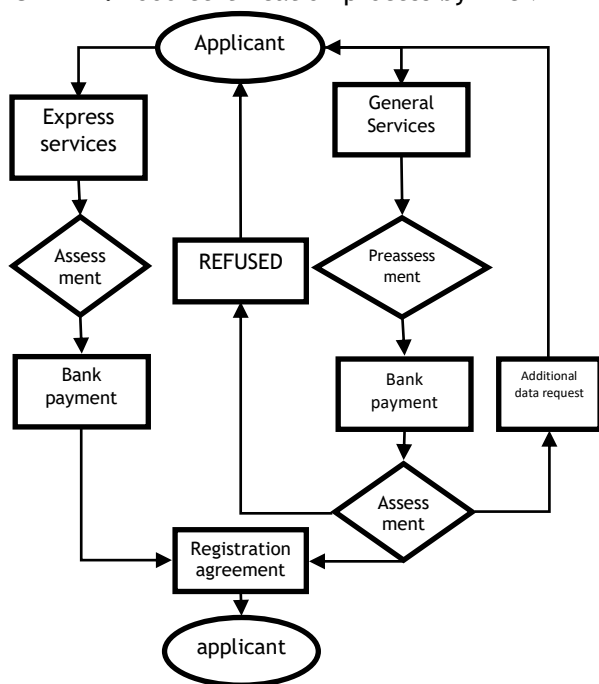 Applicant
Express
services
General
Services
Assess
ment
REFUSED
Preassess
ment
Bank
payment
Bank
payment
Additional
data request
Assess
ment
Registration
agreement
applicant